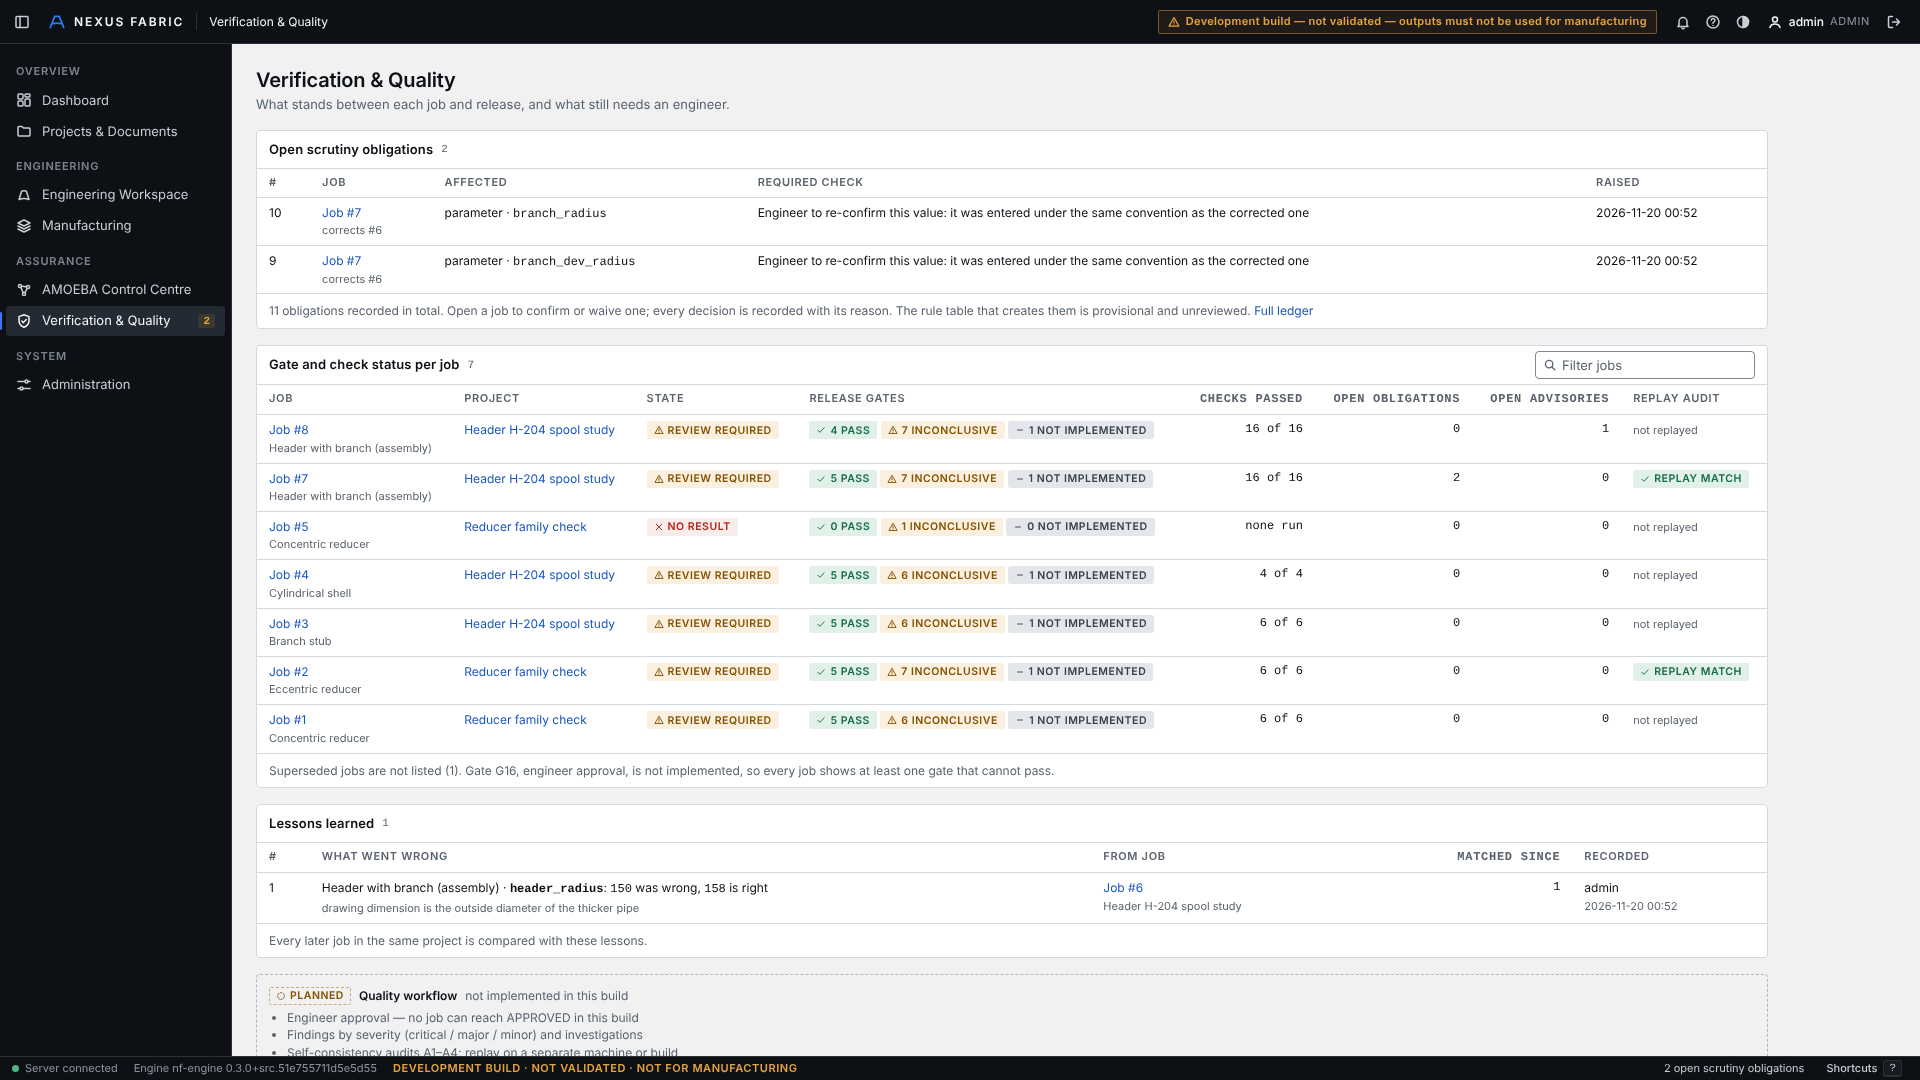 NEXUS FABRIC Verification & Quality
Development build — not validated — outputs must not be used for manufacturing
admin ADMIN
OVERVIEW
Dashboard
Projects & Documents
ENGINEERING
Engineering Workspace
Manufacturing
ASSURANCE
AMOEBA Control Centre
Verification & Quality 2
SYSTEM
Administration
Verification & Quality
What stands between each job and release, and what still needs an engineer.
Open scrutiny obligations 2
# JOB AFFECTED REQUIRED CHECK RAISED
10 Job #7 parameter · branch_radius Engineer to re-confirm this value: it was entered under the same convention as the corrected one 2026-11-20 00:52
corrects #6
9 Job #7 parameter · branch_dev_radius Engineer to re-confirm this value: it was entered under the same convention as the corrected one 2026-11-20 00:52
corrects #6
11 obligations recorded in total. Open a job to confirm or waive one; every decision is recorded with its reason. The rule table that creates them is provisional and unreviewed. Full ledger
Gate and check status per job 7
Filter jobs
JOB PROJECT STATE RELEASE GATES CHECKS PASSED OPEN OBLIGATIONS OPEN ADVISORIES REPLAY AUDIT
Job #8 Header H-204 spool study REVIEW REQUIRED 4 PASS 7 INCONCLUSIVE 1 NOT IMPLEMENTED 16 of 16 0 1 not replayed
Header with branch (assembly)
Job #7 Header H-204 spool study REVIEW REQUIRED 5 PASS 7 INCONCLUSIVE 1 NOT IMPLEMENTED 16 of 16 2 0 REPLAY MATCH
Header with branch (assembly)
Job #5 Reducer family check NO RESULT 0 PASS 1 INCONCLUSIVE 0 NOT IMPLEMENTED none run 0 0 not replayed
Concentric reducer
Job #4 Header H-204 spool study REVIEW REQUIRED 5 PASS 6 INCONCLUSIVE 1 NOT IMPLEMENTED 4 of 4 0 0 not replayed
Cylindrical shell
Job #3 Header H-204 spool study REVIEW REQUIRED 5 PASS 6 INCONCLUSIVE 1 NOT IMPLEMENTED 6 of 6 0 0 not replayed
Branch stub
Job #2 Reducer family check REVIEW REQUIRED 5 PASS 7 INCONCLUSIVE 1 NOT IMPLEMENTED 6 of 6 0 0 REPLAY MATCH
Eccentric reducer
Job #1 Reducer family check REVIEW REQUIRED 5 PASS 6 INCONCLUSIVE 1 NOT IMPLEMENTED 6 of 6 0 0 not replayed
Concentric reducer
Superseded jobs are not listed (1). Gate G16, engineer approval, is not implemented, so every job shows at least one gate that cannot pass.
Lessons learned 1
# WHAT WENT WRONG FROM JOB MATCHED SINCE RECORDED
1 Header with branch (assembly) · header_radius: 150 was wrong, 158 is right Job #6 1 admin
drawing dimension is the outside diameter of the thicker pipe Header H-204 spool study 2026-11-20 00:52
Every later job in the same project is compared with these lessons.
PLANNED Quality workflow not implemented in this build
• Engineer approval — no job can reach APPROVED in this build
• Findings by severity (critical / major / minor) and investigations
• Self-consistency audits A1–A4: replay on a separate machine or build
Server connected Engine nf-engine 0.3.0+src.51e755711d5e5d55 DEVELOPMENT BUILD · NOT VALIDATED · NOT FOR MANUFACTURING 2 open scrutiny obligations Shortcuts ?